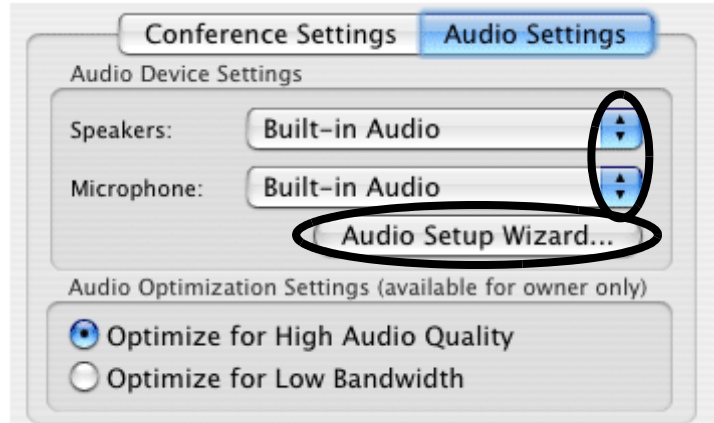 Conference Settings Audio Settings
Audio Device Settings
Speakers: Built-in Audio
Microphone: Built-in Audio
Audio Setup Wizard...
Audio Optimization Settings (available for owner only)
Optimize for High Audio Quality
Optimize for Low Bandwidth